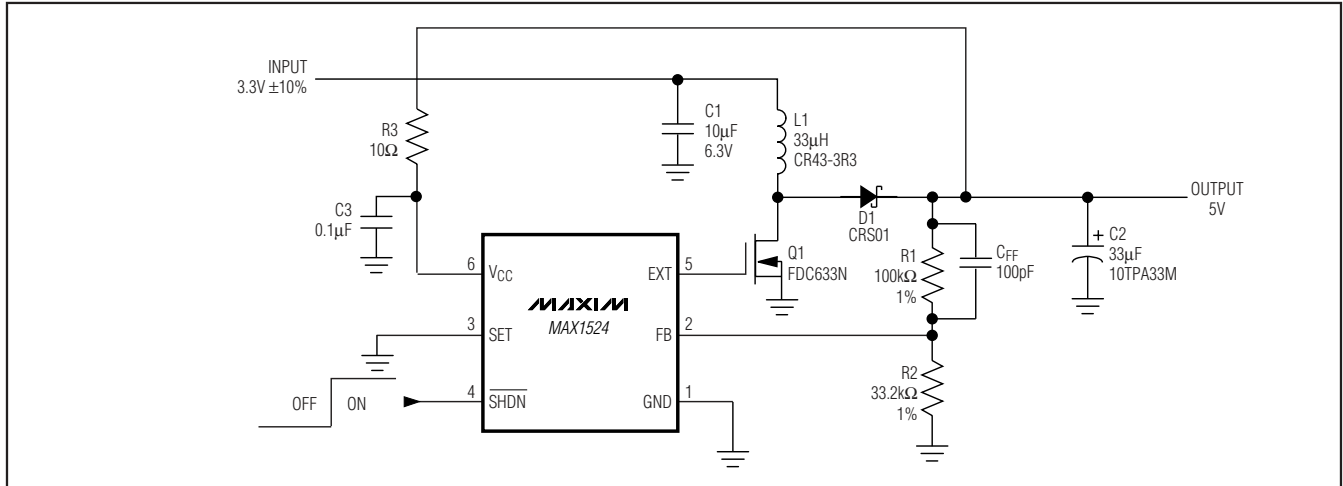 INPUT
3.3V ±10%
R3
10Ω
C3
0.1µF
C1
10µF
6.3V
L1
33µH
CR43-3R3
D1
CRS01
OUTPUT
5V
Q1
FDC633N
R1
100kΩ
1%
CFF
100pF
+ C2
33µF
10TPA33M
6 VCC
EXT 5
MAXIM
MAX1524
3 SET
FB 2
OFF ON
4 SHDN
GND 1
R2
33.2kΩ
1%